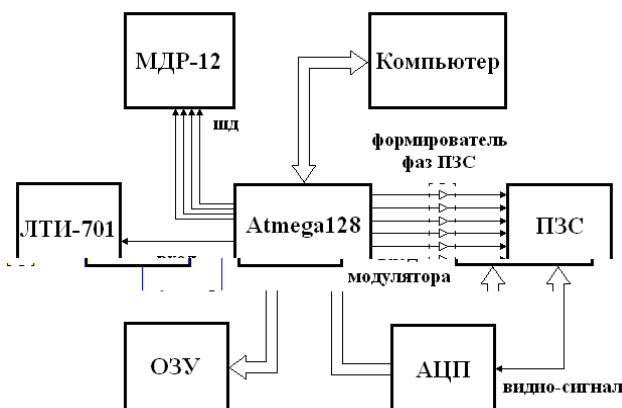 МДР-12
Компьютер
шд
формирователь
фаз ПЗС
ЛТИ-701
Atmega128
ПЗС
модулятора
ОЗУ
АЦП
видио-сигнал